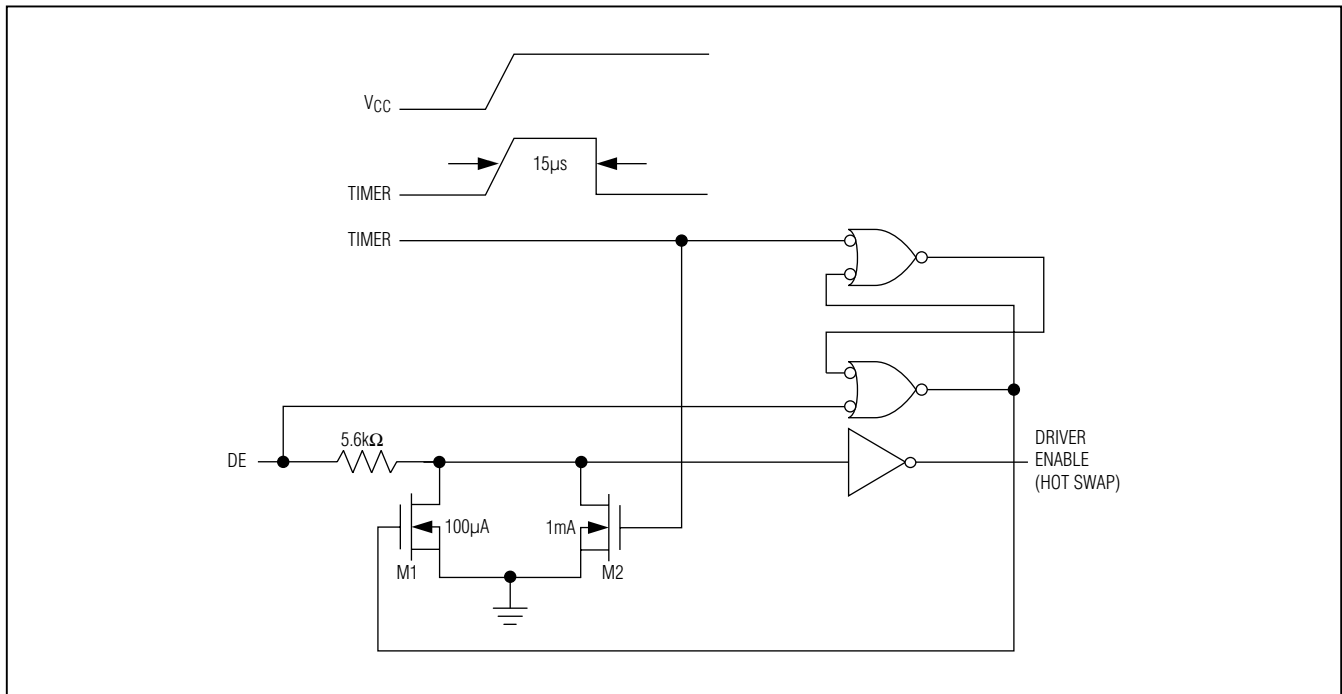 VCC
15µs
TIMER
TIMER
5.6kΩ
DE
DRIVER
ENABLE
(HOT SWAP)
100µA
1mA
M1
M2